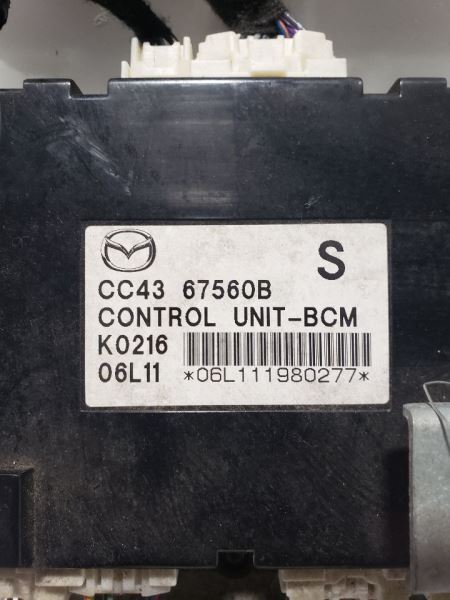 S
CC43 67560B
CONTROL UNIT-BCM
K0216
06L11 *06L111980277*